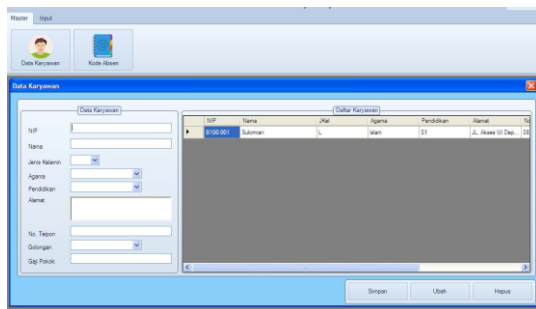 Master Input
Data Karyawan Kode Absen
Data Karyawan
Data Karyawan
NIP
Nama
Jenis Kelamin
Agama
Pendidikan
Alamat
No. Telpon
Golongan
Gaji Pokok
Daftar Karyawan
NIP Nama JKel Agama Pendidikan Alamat No
8100.001 Sukirman L Islam S1 JL. Akses UI Dep...
Simpan Ubah Hapus